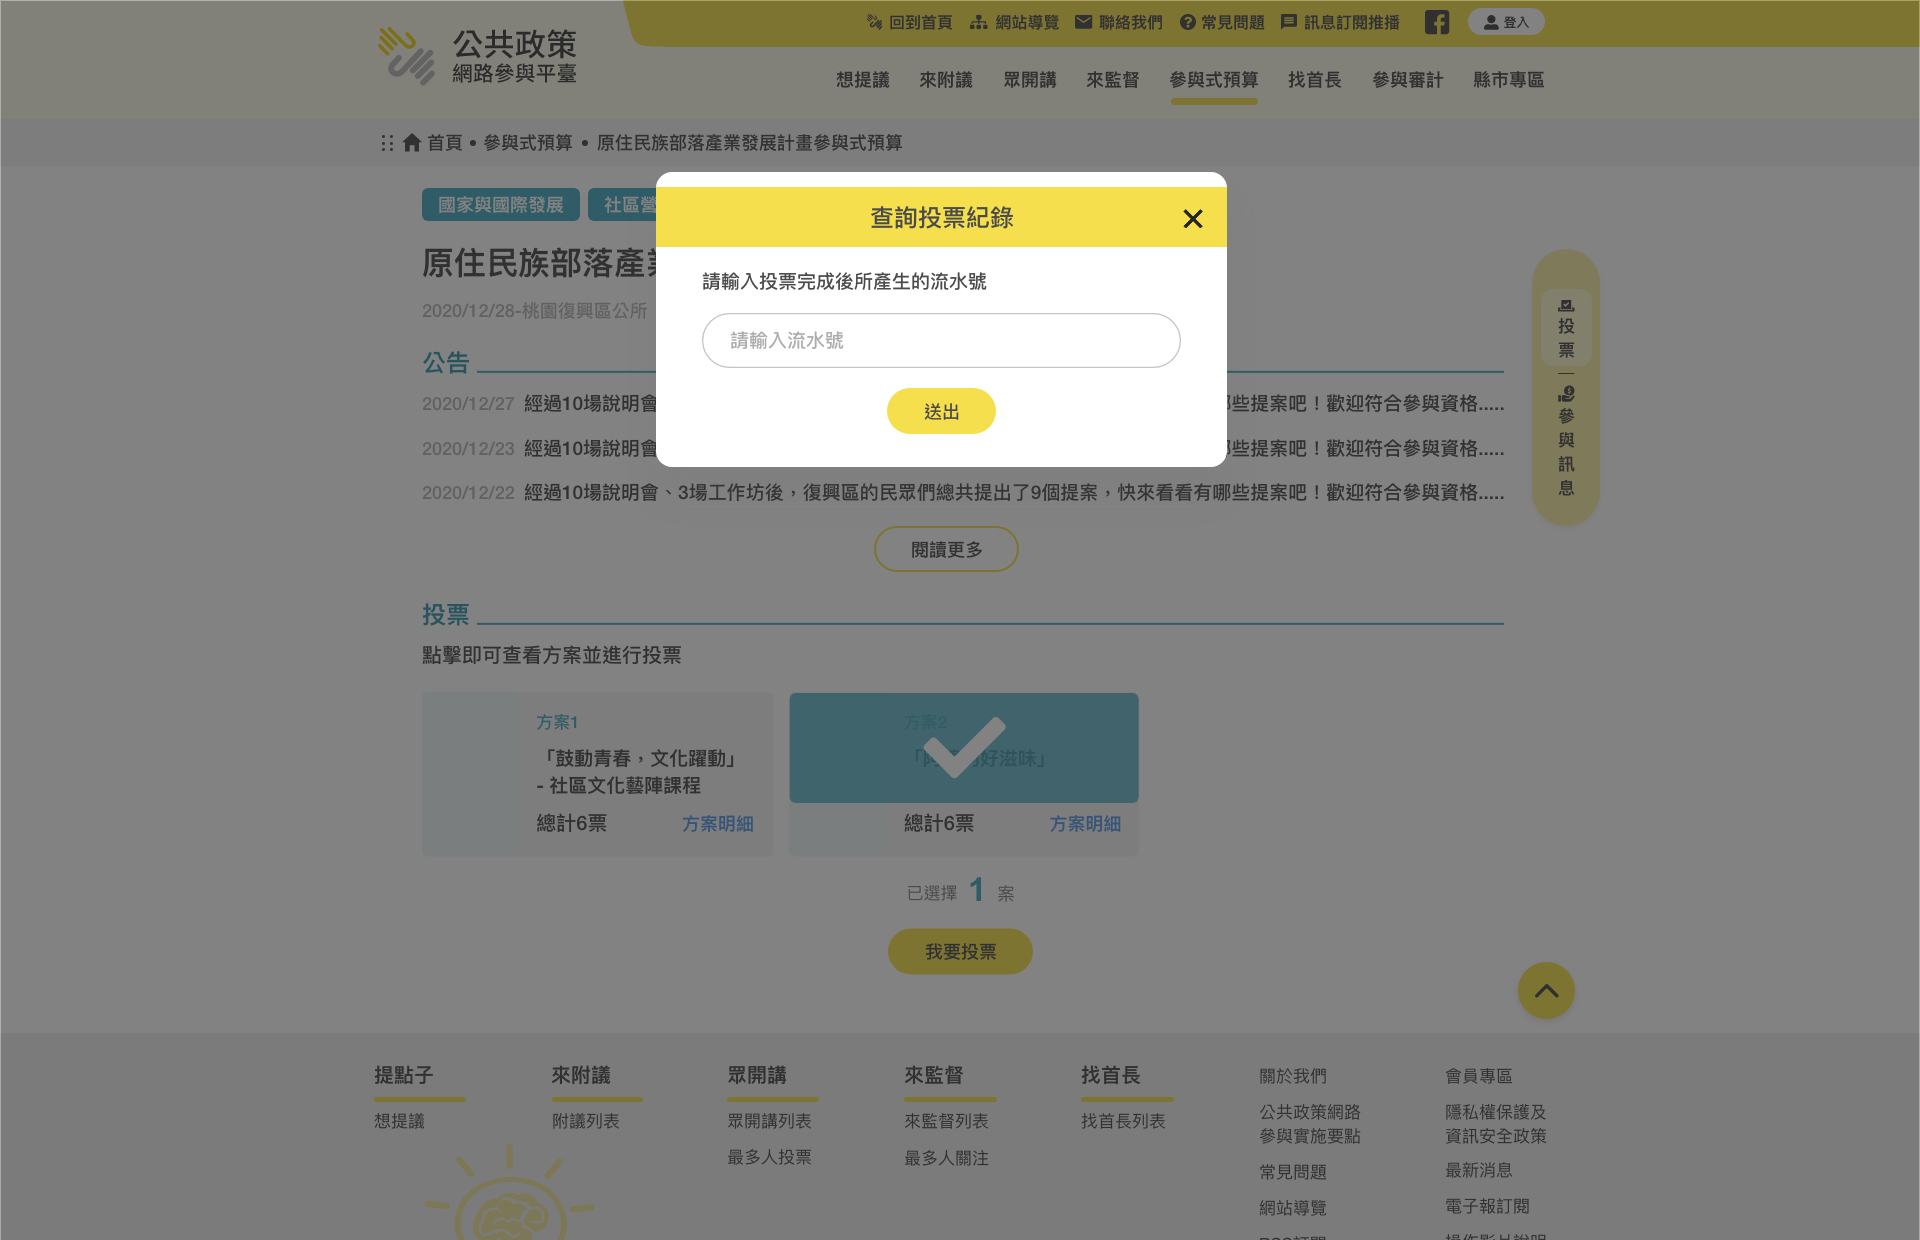 公共政策
網路參與平臺
回到首頁 網站導覽 聯絡我們 常見問題 訊息訂閱推播 登入
想提議 來附議 眾開講 來監督 參與式預算 找首長 參與審計 縣市專區
首頁 • 參與式預算 • 原住民族部落產業發展計畫參與式預算
國家與國際發展 社區營
原住民族部落產
2020/12/28-桃園復興區公所
查詢投票紀錄
請輸入投票完成後所產生的流水號
請輸入流水號
送出
公告
2020/12/27 經過10場說明會 些提案吧！歡迎符合參與資格.....
2020/12/23 經過10場說明會 些提案吧！歡迎符合參與資格.....
2020/12/22 經過10場說明會、3場工作坊後，復興區的民眾們總共提出了9個提案，快來看看有哪些提案吧！歡迎符合參與資格.....
閱讀更多
投票
參與訊息
投票
點擊即可查看方案並進行投票
方案1
「鼓動青春，文化躍動」
- 社區文化藝陣課程
總計6票 方案明細
方案2
「阿 好滋味」
總計6票 方案明細
已選擇 1 案
我要投票
提點子
想提議
來附議
附議列表
眾開講
眾開講列表
最多人投票
來監督
來監督列表
最多人關注
找首長
找首長列表
關於我們
公共政策網路
參與實施要點
常見問題
網站導覽
RSS訂閱
會員專區
隱私權保護及
資訊安全政策
最新消息
電子報訂閱
操作影片說明